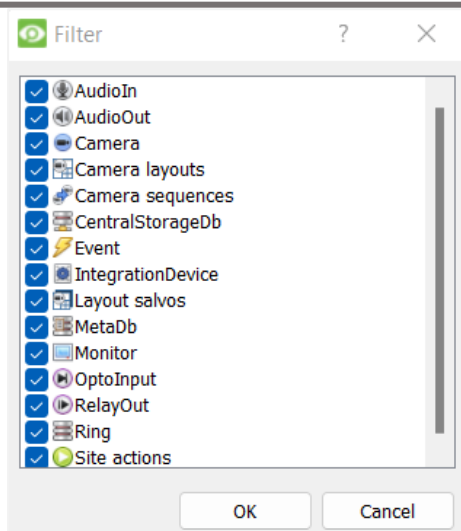 Filter
?
AudioIn
AudioOut
Camera
Camera layouts
Camera sequences
CentralStorageDb
Event
IntegrationDevice
Layout salvos
MetaDb
Monitor
OptoInput
RelayOut
Ring
Site actions
OK Cancel